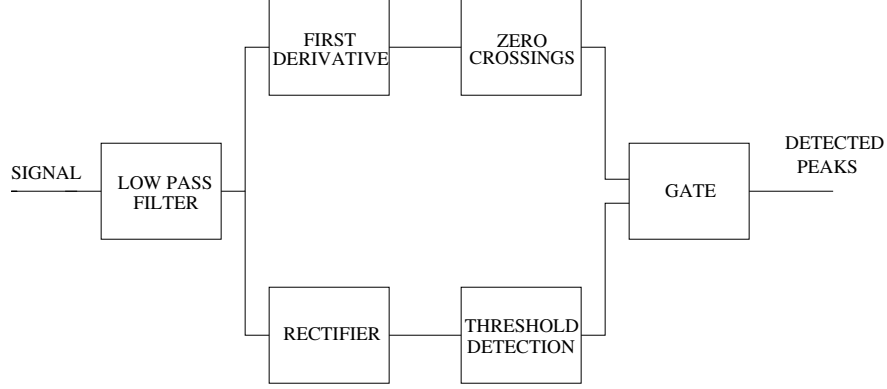 FIRST
DERIVATIVE
ZERO
CROSSINGS
SIGNAL
LOW PASS
FILTER
GATE
DETECTED
PEAKS
RECTIFIER
THRESHOLD
DETECTION